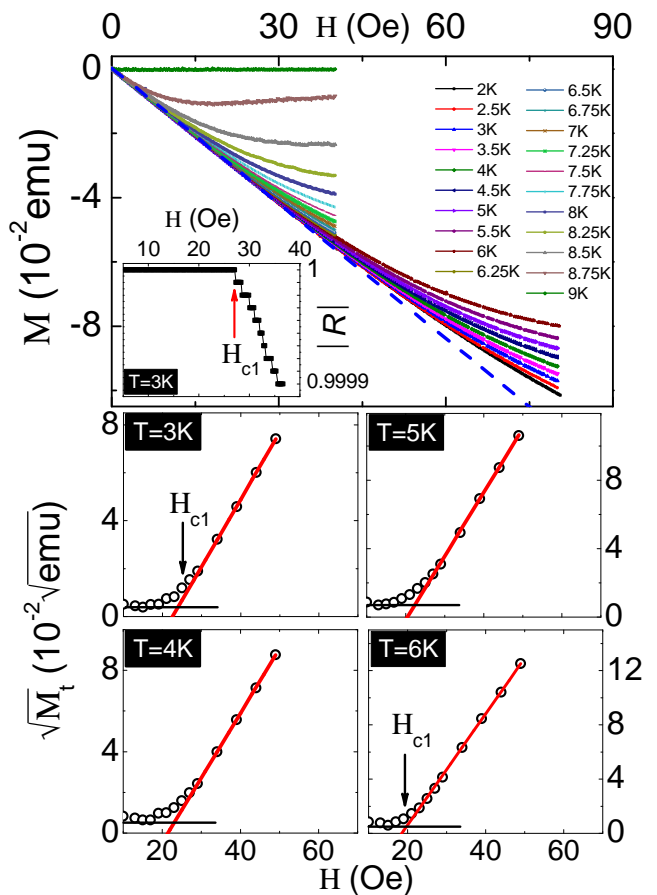 0 30 60 90
H (Oe)
0
-4
-8
M (10⁻² emu)
2K 6.5K
2.5K 6.75K
3K 7K
3.5K 7.25K
4K 7.5K
4.5K 7.75K
5K 8K
5.5K 8.25K
6K 8.5K
6.25K 8.75K
9K
H (Oe)
10 20 30 40
1
|R|
H_c1
0.9999
T=3K
8
4
0
T=3K
H_c1
T=5K
8
4
0
√M_t (10⁻²√emu)
8
4
0
T=4K
T=6K
H_c1
12
6
0
20 40 60 20 40 60
H (Oe)